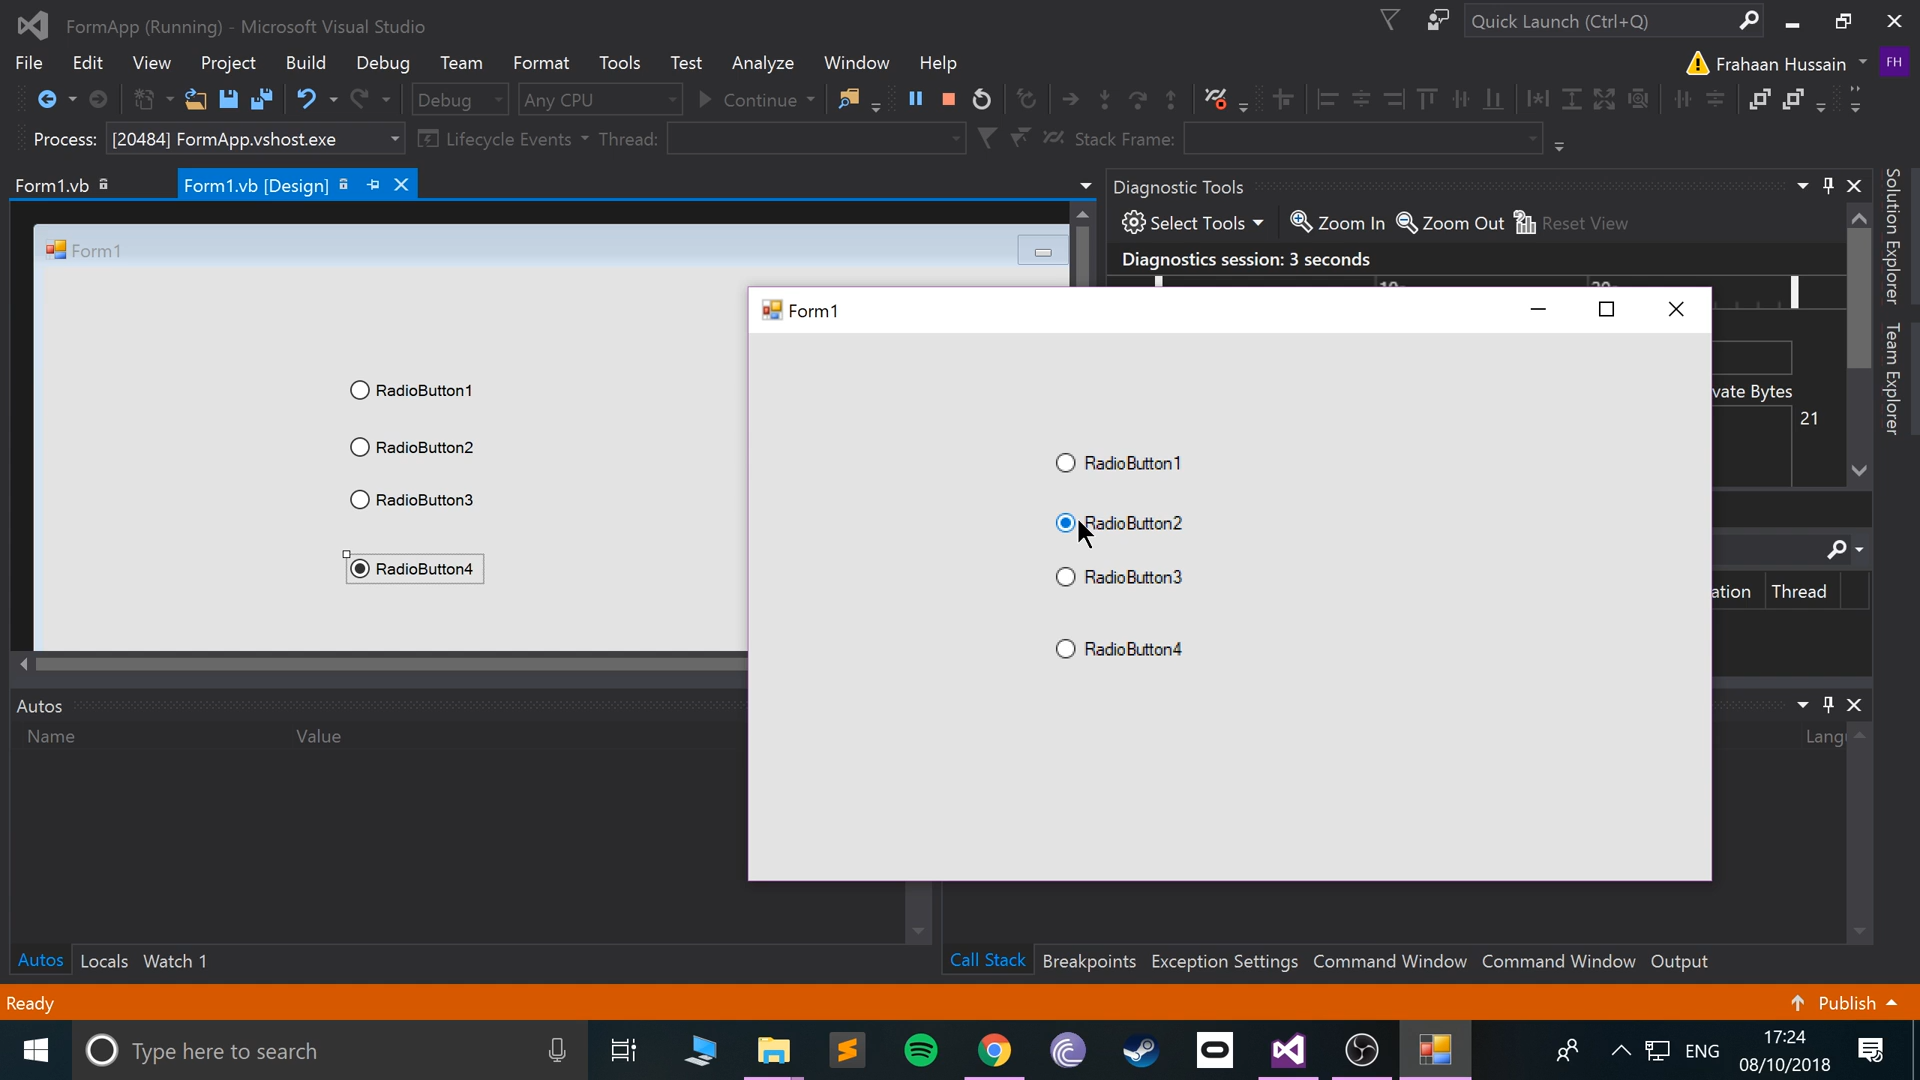 FormApp (Running) - Microsoft Visual Studio
Quick Launch (Ctrl+Q)
File Edit View Project Build Debug Team Format Tools Test Analyze Window Help
Frahaan Hussain FH
Debug Any CPU Continue
Process: [20484] FormApp.vshost.exe Lifecycle Events Thread: Stack Frame:
Form1.vb Form1.vb [Design]
Diagnostic Tools
Select Tools Zoom In Zoom Out Reset View
Diagnostics session: 3 seconds
Solution Explorer
Team Explorer
Form1
RadioButton1
RadioButton2
RadioButton3
RadioButton4
Form1
RadioButton1
RadioButton2
RadioButton3
RadioButton4
vate Bytes
21
ation Thread
Autos
Name Value
Langu
Autos Locals Watch 1
Call Stack Breakpoints Exception Settings Command Window Command Window Output
Ready
Publish
Type here to search
ENG
17:24
08/10/2018